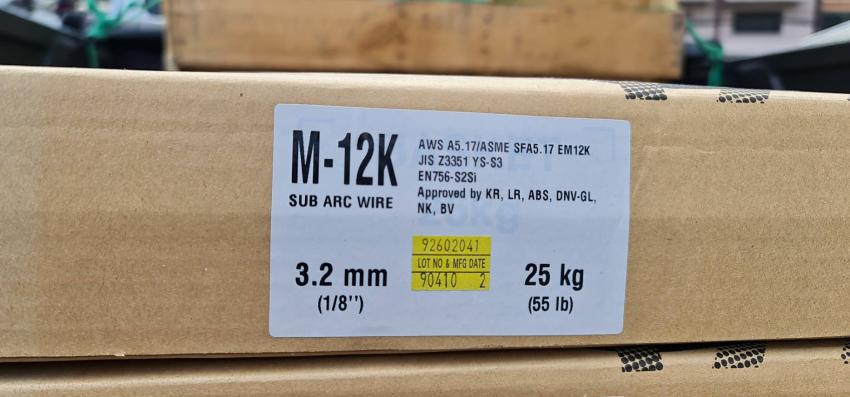 M-12K
SUB ARC WIRE
AWS A5.17/ASME SFA5.17 EM12K
JIS Z3351 YS-S3
EN756-S2Si
Approved by KR, LR, ABS, DNV-GL,
NK, BV
92602041
LOT NO & MFG DATE
90410 2
3.2 mm
(1/8'')
25 kg
(55 lb)